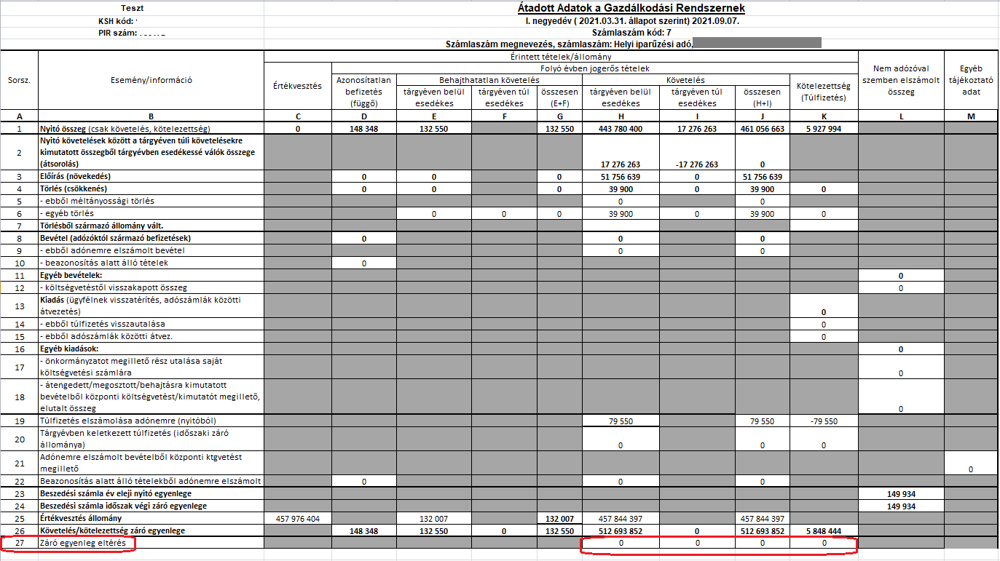 Teszt
Átadott Adatok a Gazdálkodási Rendszernek
KSH kód:
I. negyedév ( 2021.03.31. állapot szerint) 2021.09.07.
PIR szám:
Számlaszám kód: 7
Számlaszám megnevezés, számlaszám: Helyi iparűzési adó,
Érintett tételek/állomány
Folyó évben jogerős tételek
Sorsz.
Esemény/információ
Értékvesztés
Azonosítatlan
befizetés
(függő)
Behajthatatlan követelés
tárgyéven belül
esedékes
tárgyéven túl
esedékes
összesen
(E+F)
Követelés
tárgyéven belül
esedékes
tárgyéven túl
esedékes
összesen
(H+I)
Kötelezettség
(Túlfizetés)
Nem adózóval
szemben elszámolt
összeg
Egyéb
tájékoztató
adat
A B C D E F G H I J K L M
1 Nyitó összeg (csak követelés, kötelezettség) 0 148 348 132 550 132 550 443 780 400 17 276 263 461 056 663 5 927 994
Nyitó követelések között a tárgyéven túli követelésekre
2 kimutatott összegből tárgyévben esedékessé válók összege
(átsorolás) 17 276 263 -17 276 263 0
3 Előírás (növekedés) 0 0 0 51 756 639 0 51 756 639
4 Törlés (csökkenés) 0 0 0 39 900 0 39 900 0
5 - ebből méltányossági törlés 0 0
6 - egyéb törlés 0 0 0 39 900 0 39 900 0
7 Törlésből származó állomány vált.
8 Bevétel (adózóktól származó befizetések) 0 0 0
9 - ebből adónemre elszámolt bevétel 0 0
10 - beazonosítás alatt álló tételek 0
11 Egyéb bevételek: 0
12 - költségvetéstől visszakapott összeg 0
13 Kiadás (ügyfélnek visszatérítés, adószámlák közötti
átvezetés) 0
14 - ebből túlfizetés visszautalása 0
15 - ebből adószámlák közötti átvez. 0
16 Egyéb kiadások: 0
17 - önkormányzatot megillető rész utalása saját
költségvetési számlára 0
- átengedett/megosztott/behajtásra kimutatott
18 bevételből központi költségvetést/kimutatót megillető,
elutalt összeg 0
19 Túlfizetés elszámolása adónemre (nyitóból) 79 550 79 550 -79 550
20 Tárgyévben keletkezett túlfizetés (időszaki záró
állománya) 0 0 0
21 Adónemre elszámolt bevételből központi ktgvetést
megillető 0
22 Beazonosítás alatt álló tételekből adónemre elszámolt 0 0 0
23 Beszedési számla év eleji nyitó egyenlege 149 934
24 Beszedési számla időszak végi záró egyenlege 149 934
25 Értékvesztés állomány 457 976 404 132 007 132 007 457 844 397 457 844 397
26 Követelés/kötelezettség záró egyenlege 148 348 132 550 0 132 550 512 693 852 0 512 693 852 5 848 444
27 Záró egyenleg eltérés 0 0 0 0